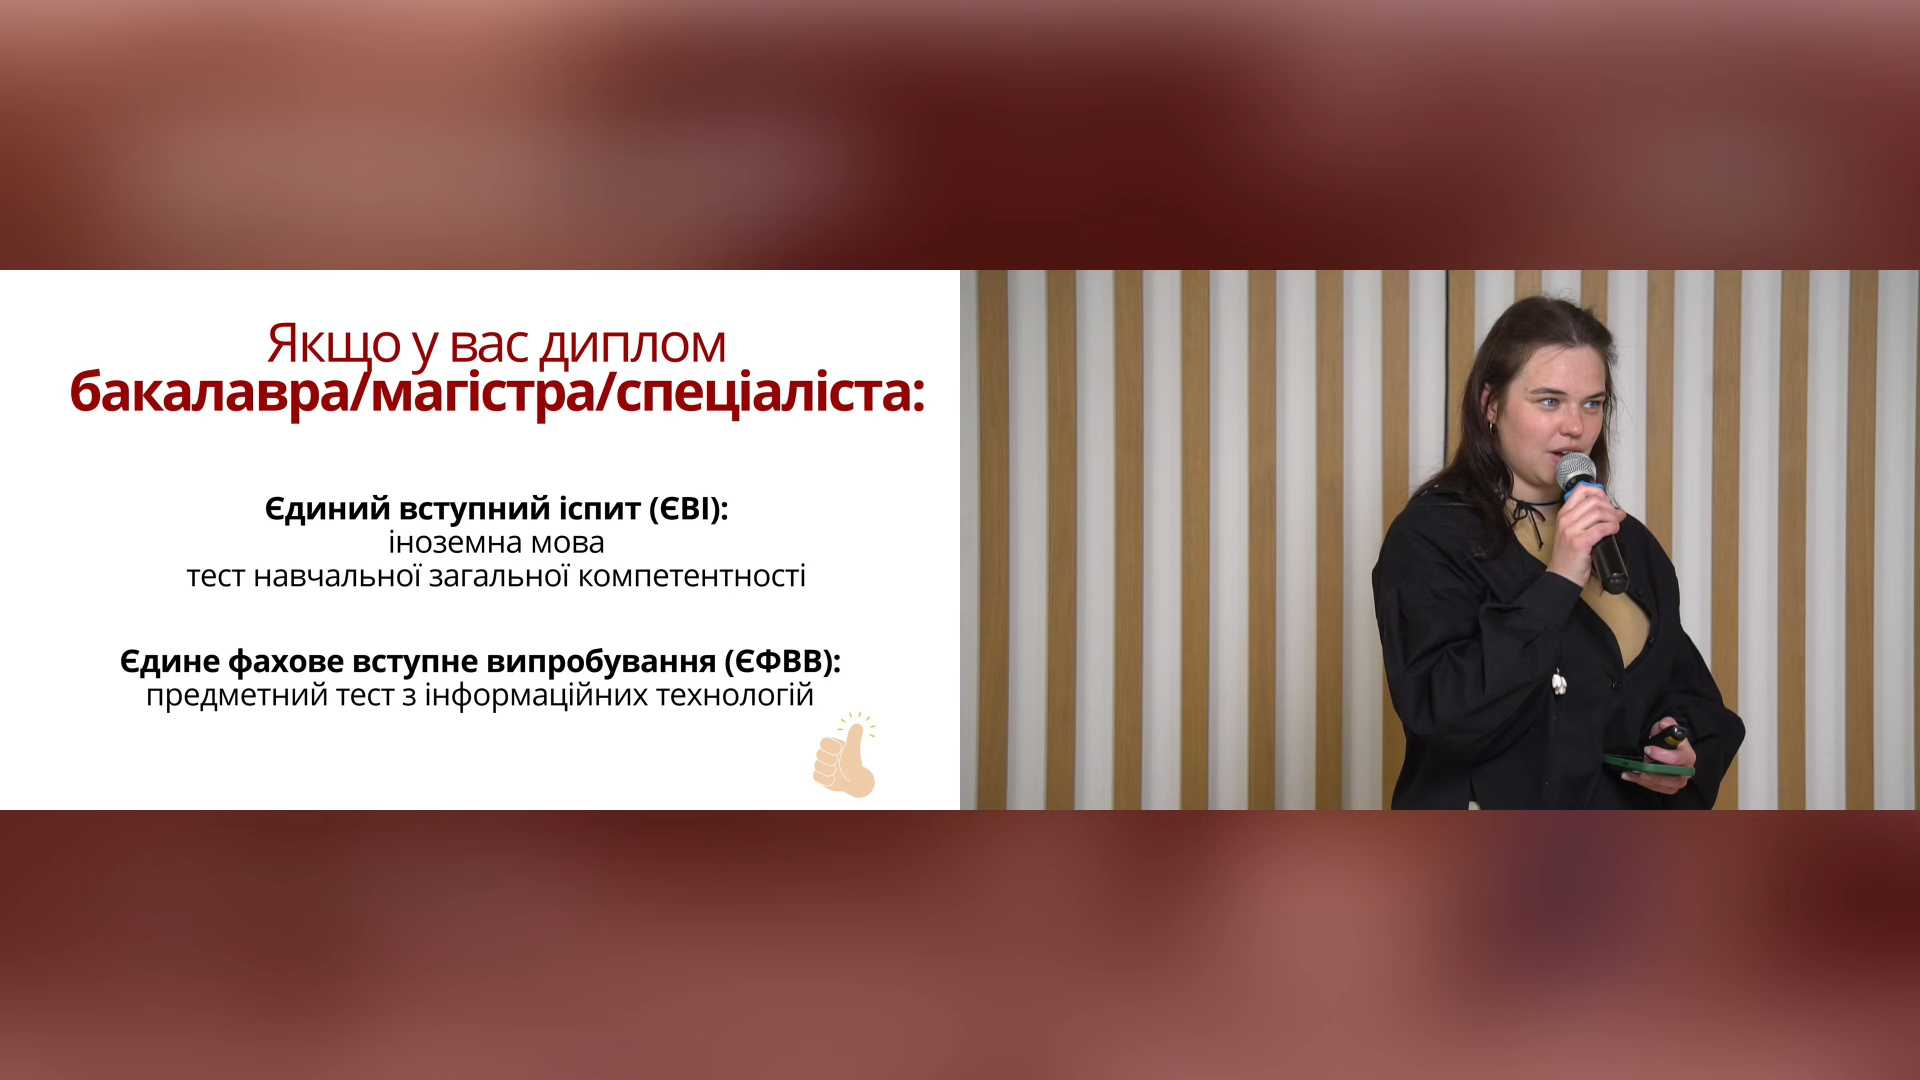 Якщо у вас диплом
бакалавра/магістра/спеціаліста:
Єдиний вступний іспит (ЄВІ):
іноземна мова
тест навчальної загальної компетентності
Єдине фахове вступне випробування (ЄФВВ):
предметний тест з інформаційних технологій